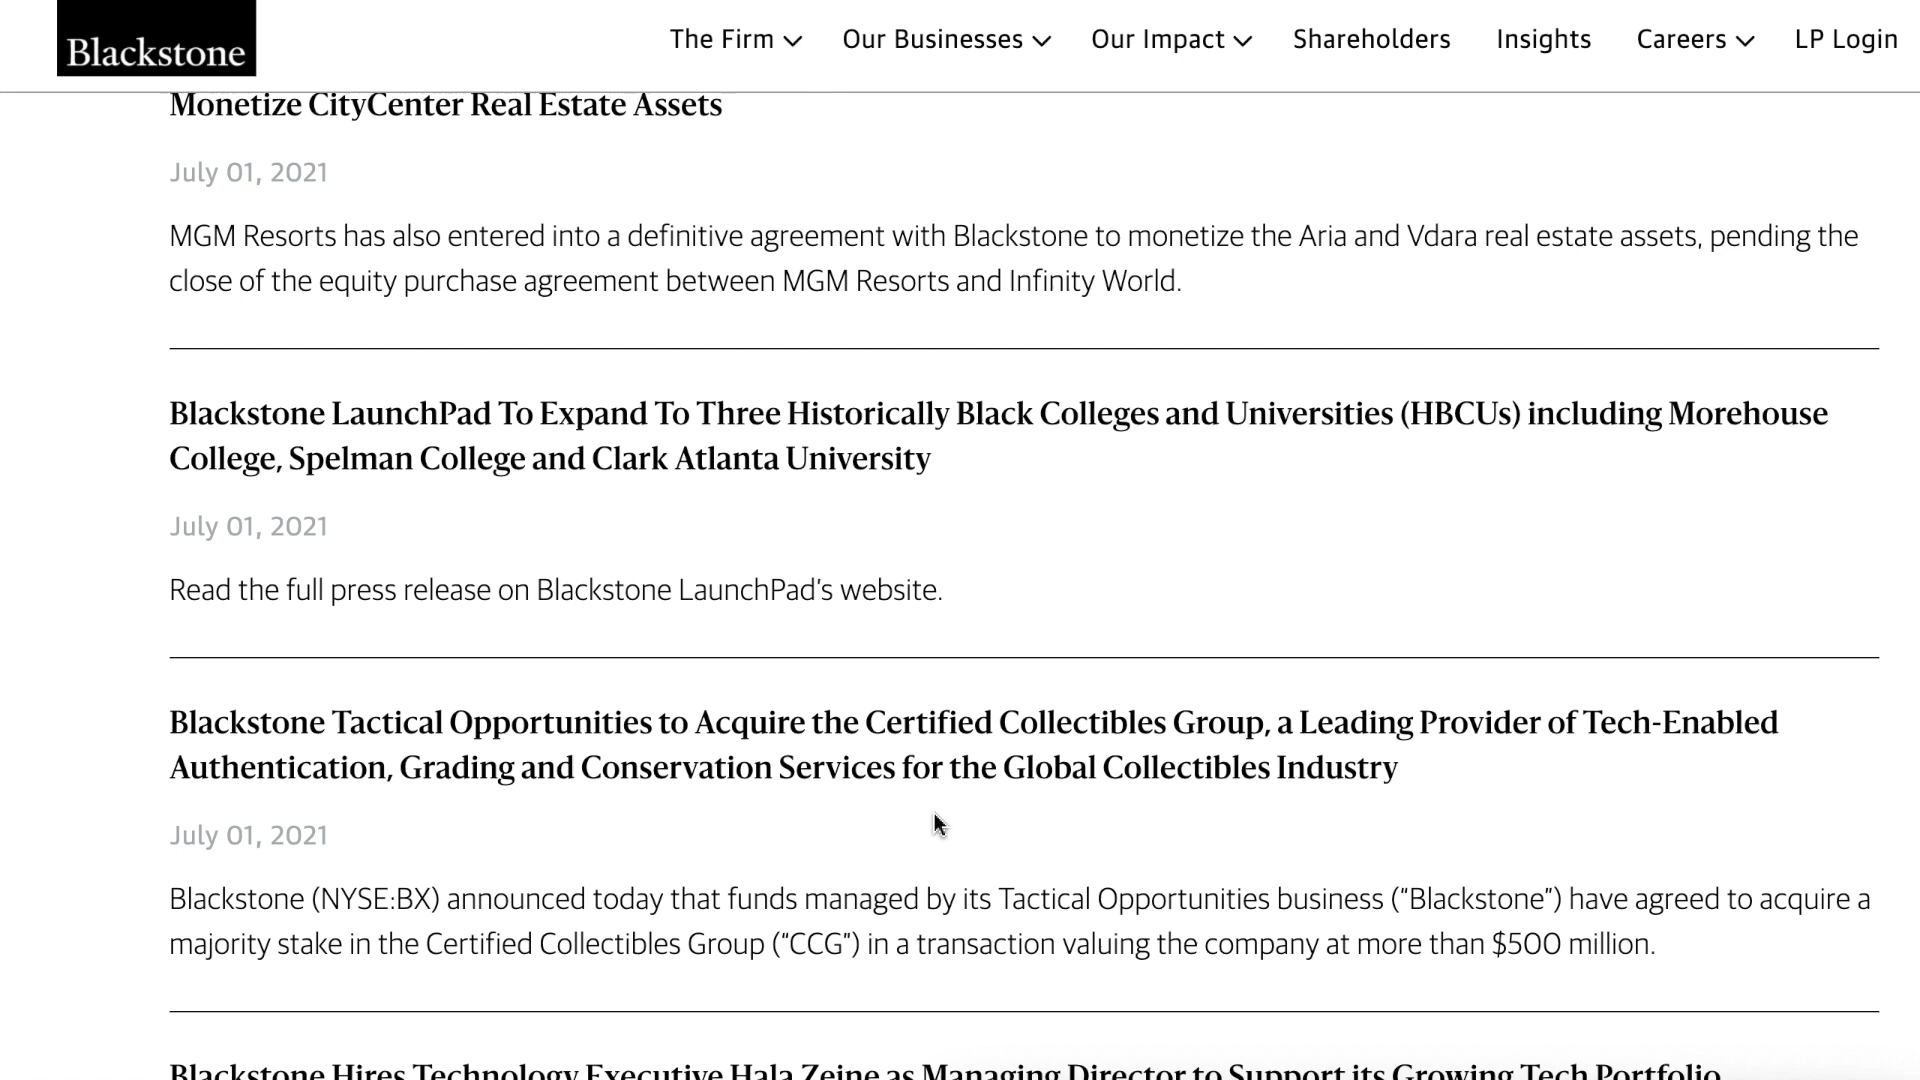 Blackstone
The Firm
Our Businesses
Our Impact
Shareholders
Insights
Careers
LP Login
Monetize CityCenter Real Estate Assets
July 01, 2021
MGM Resorts has also entered into a definitive agreement with Blackstone to monetize the Aria and Vdara real estate assets, pending the
close of the equity purchase agreement between MGM Resorts and Infinity World.
Blackstone LaunchPad To Expand To Three Historically Black Colleges and Universities (HBCUs) including Morehouse
College, Spelman College and Clark Atlanta University
July 01, 2021
Read the full press release on Blackstone LaunchPad’s website.
Blackstone Tactical Opportunities to Acquire the Certified Collectibles Group, a Leading Provider of Tech-Enabled
Authentication, Grading and Conservation Services for the Global Collectibles Industry
July 01, 2021
Blackstone (NYSE:BX) announced today that funds managed by its Tactical Opportunities business (“Blackstone”) have agreed to acquire a
majority stake in the Certified Collectibles Group (“CCG”) in a transaction valuing the company at more than $500 million.
Blackstone Hires Technology Executive Hala Zeine as Managing Director to Support its Growing Tech Portfolio